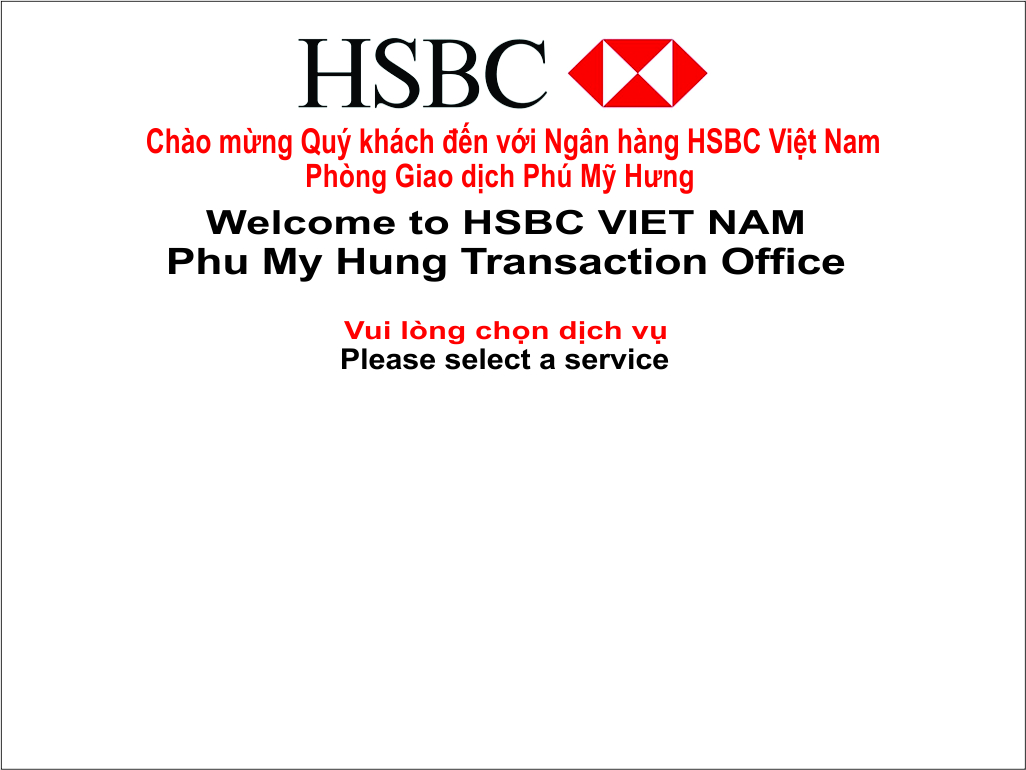 HSBC
Chào mừng Quý khách đến với Ngân hàng HSBC Việt Nam
Phòng Giao dịch Phú Mỹ Hưng
Welcome to HSBC VIET NAM
Phu My Hung Transaction Office
Vui lòng chọn dịch vụ
Please select a service